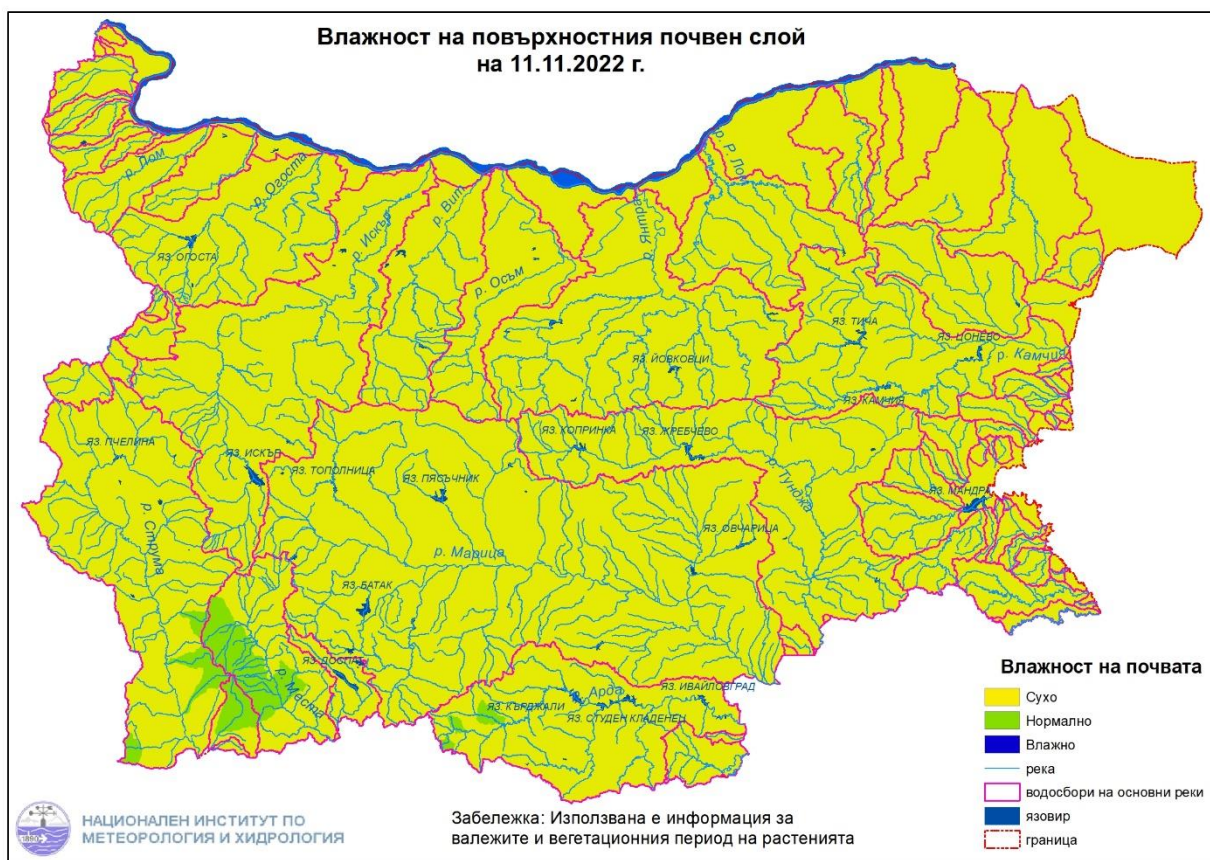 Влажност на повърхностния почвен слой
на 11.11.2022 г.
р. Лом
р. Огоста
р. Искър
р. Вит
р. Осъм
р. Янтра
р. Р Лом
ЯЗ. ОГОСТА
ЯЗ. ТИЧА
ЯЗ. ЦОНЕВО
р. Камчия
ЯЗ. ЙОВКОВЦИ
ЯЗ. КАМЧИЯ
ЯЗ. ПЧЕЛИНА
ЯЗ. ИСКЪР
ЯЗ. ТОПОЛНИЦА
ЯЗ. ПЯСЪЧНИК
ЯЗ. КОПРИНКА
ЯЗ. ЖРЕБЧЕВО
р. Тунджа
ЯЗ. МАНДРА
р. Струма
р. Марица
ЯЗ. ОВЧАРИЦА
ЯЗ. БАТАК
ЯЗ. ДОСПАТ
р. Места
ЯЗ. КЪРДЖАЛИ
Арда
ЯЗ. ИВАЙЛОВГРАД
ЯЗ. СТУДЕН КЛАДЕНЕЦ
Влажност на почвата
Сухо
Нормално
Влажно
река
водосбори на основни реки
язовир
граница
1890
НАЦИОНАЛЕН ИНСТИТУТ ПО
МЕТЕОРОЛОГИЯ И ХИДРОЛОГИЯ
Забележка: Използвана е информация за
валежите и вегетационния период на растенията